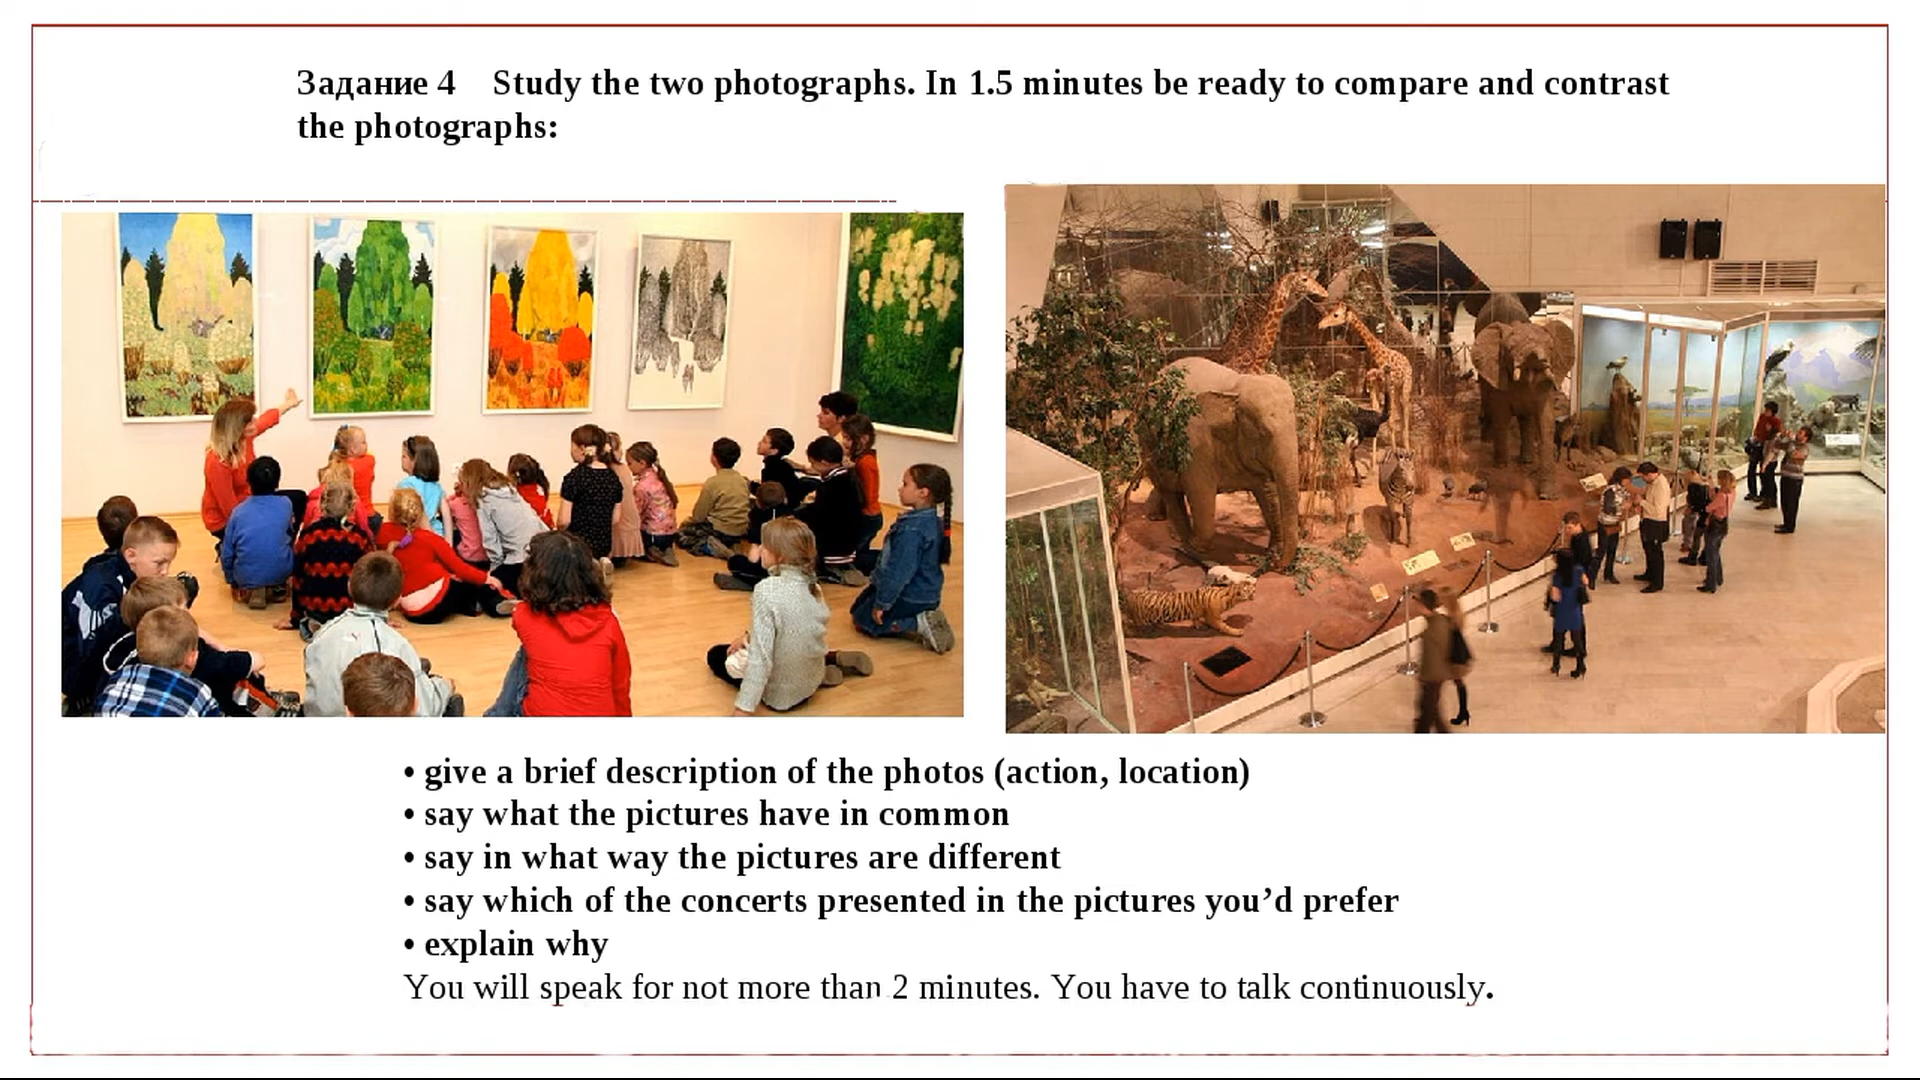 Задание 4 Study the two photographs. In 1.5 minutes be ready to compare and contrast
the photographs:
• give a brief description of the photos (action, location)
• say what the pictures have in common
• say in what way the pictures are different
• say which of the concerts presented in the pictures you’d prefer
• explain why
You will speak for not more than 2 minutes. You have to talk continuously.